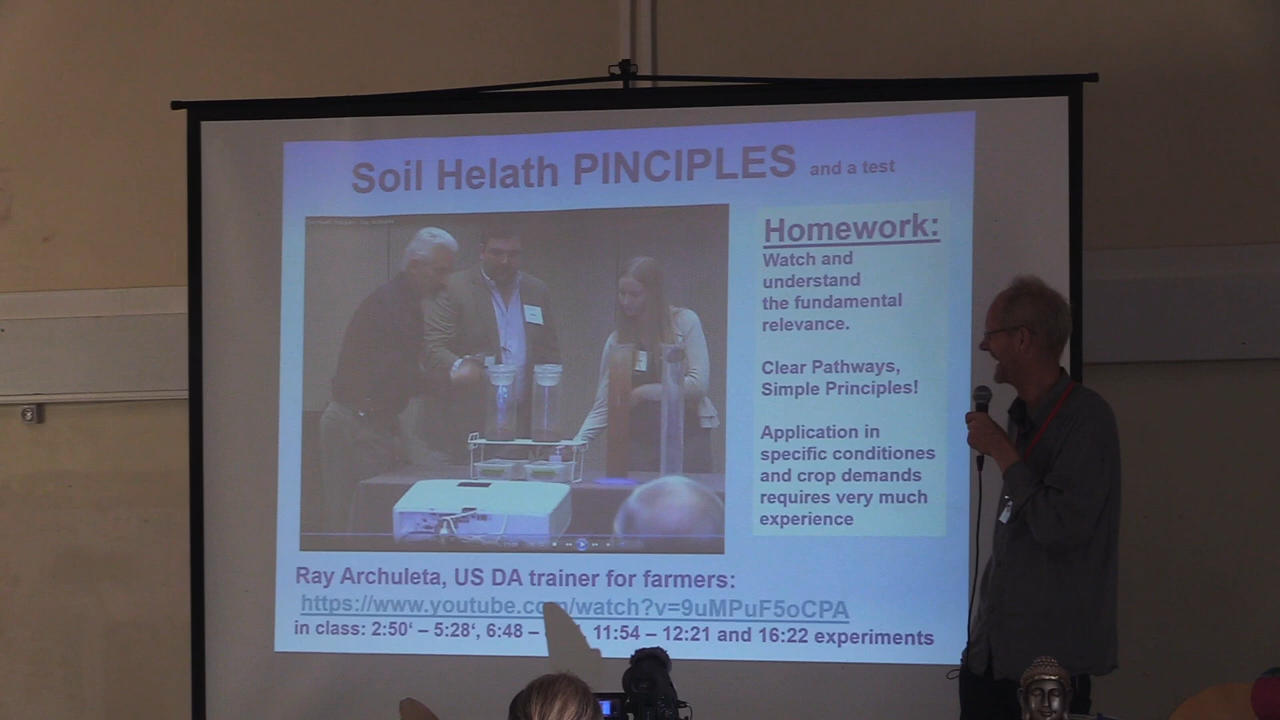 Soil Helath PINCIPLES and a test
Homework:
Watch and
understand
the fundamental
relevance.
Clear Pathways,
Simple Principles!
Application in
specific conditiones
and crop demands
requires very much
experience
Ray Archuleta, US DA trainer for farmers:
https://www.youtube.com/watch?v=9uMPuF5oCPA
in class: 2:50‘ – 5:28‘, 6:48 – 11:54 – 12:21 and 16:22 experiments